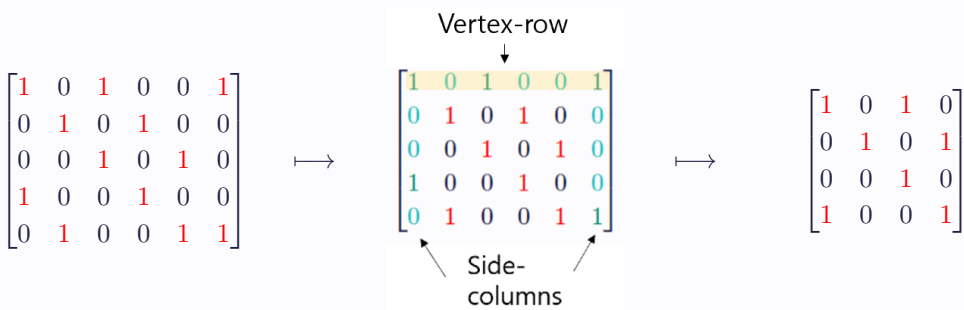 Vertex-row
1 0 1 0 0 1
0 1 0 1 0 0
0 0 1 0 1 0
1 0 0 1 0 0
0 1 0 0 1 1
⟼
1 0 1 0 0 1
0 1 0 1 0 0
0 0 1 0 1 0
1 0 0 1 0 0
0 1 0 0 1 1
⟼
1 0 1 0
0 1 0 1
0 0 1 0
1 0 0 1
Side-
columns